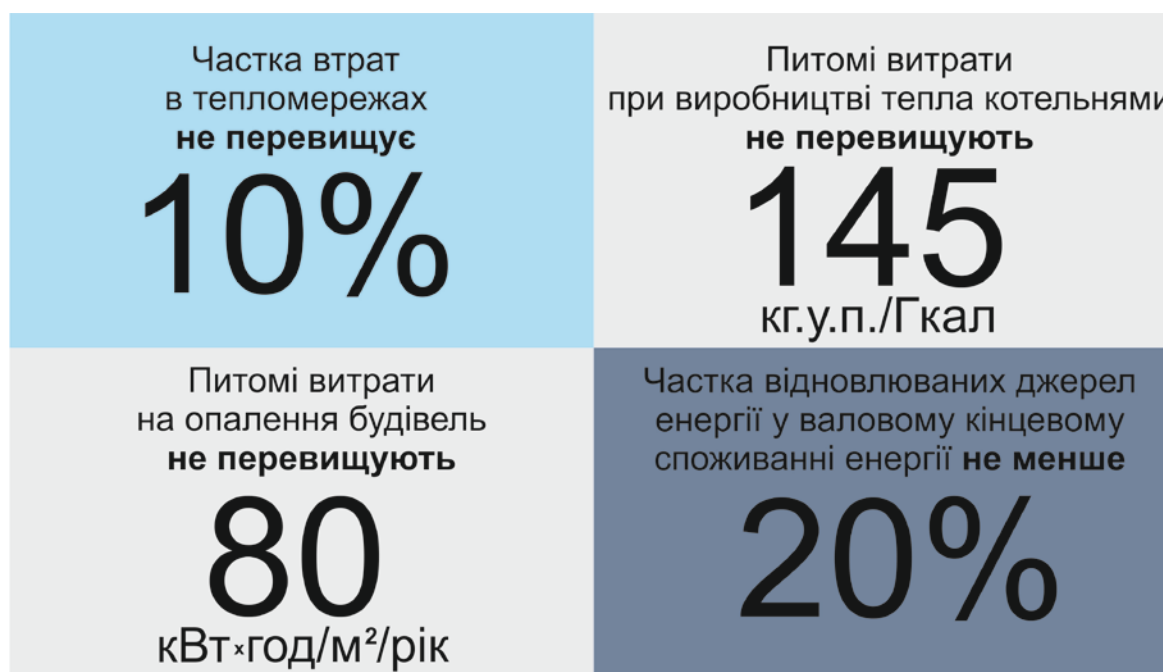 Частка втрат
в тепломережах
не перевищує
10%
Питомі витрати
при виробництві тепла котельнями
не перевищують
145
кг.у.п./Гкал
Питомі витрати
на опалення будівель
не перевищують
80
кВт×год/м²/рік
Частка відновлюваних джерел
енергії у валовому кінцевому
споживанні енергії не менше
20%